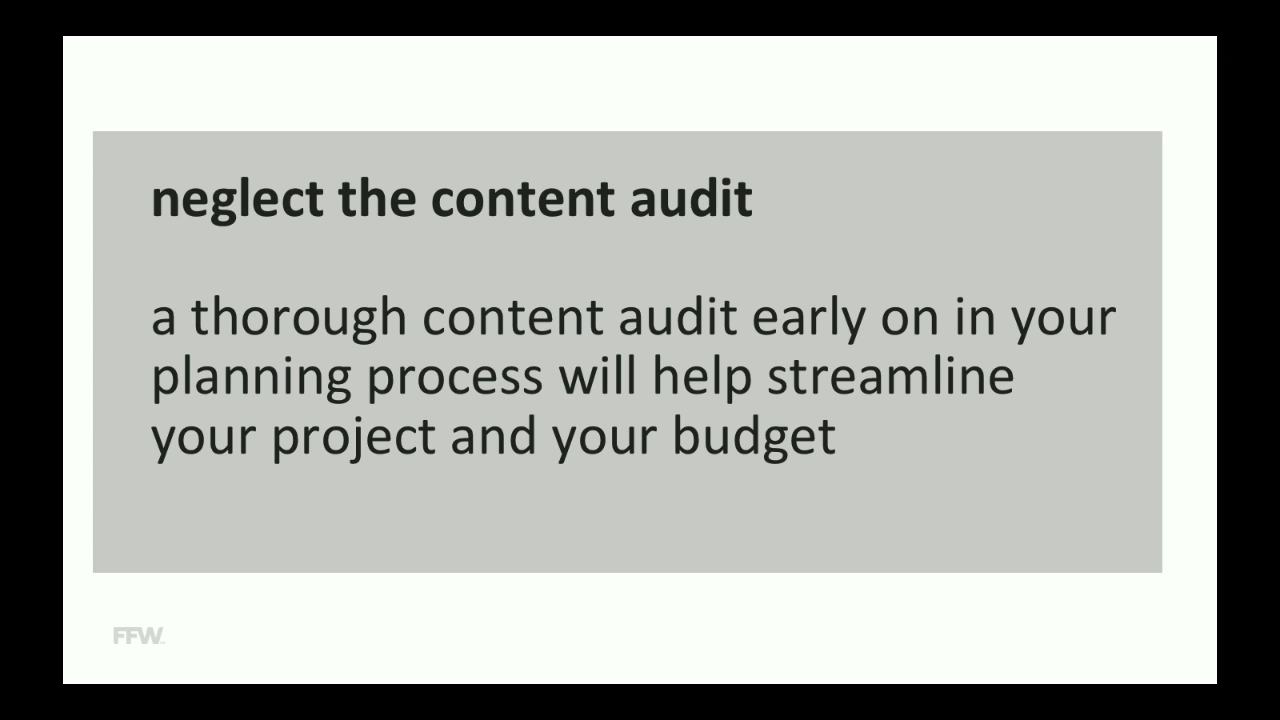 neglect the content audit
a thorough content audit early on in your
planning process will help streamline
your project and your budget
FFW